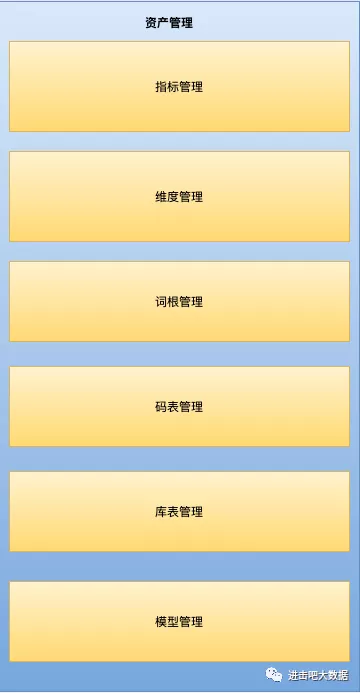 资产管理
指标管理
维度管理
词根管理
码表管理
库表管理
模型管理
进击吧大数据